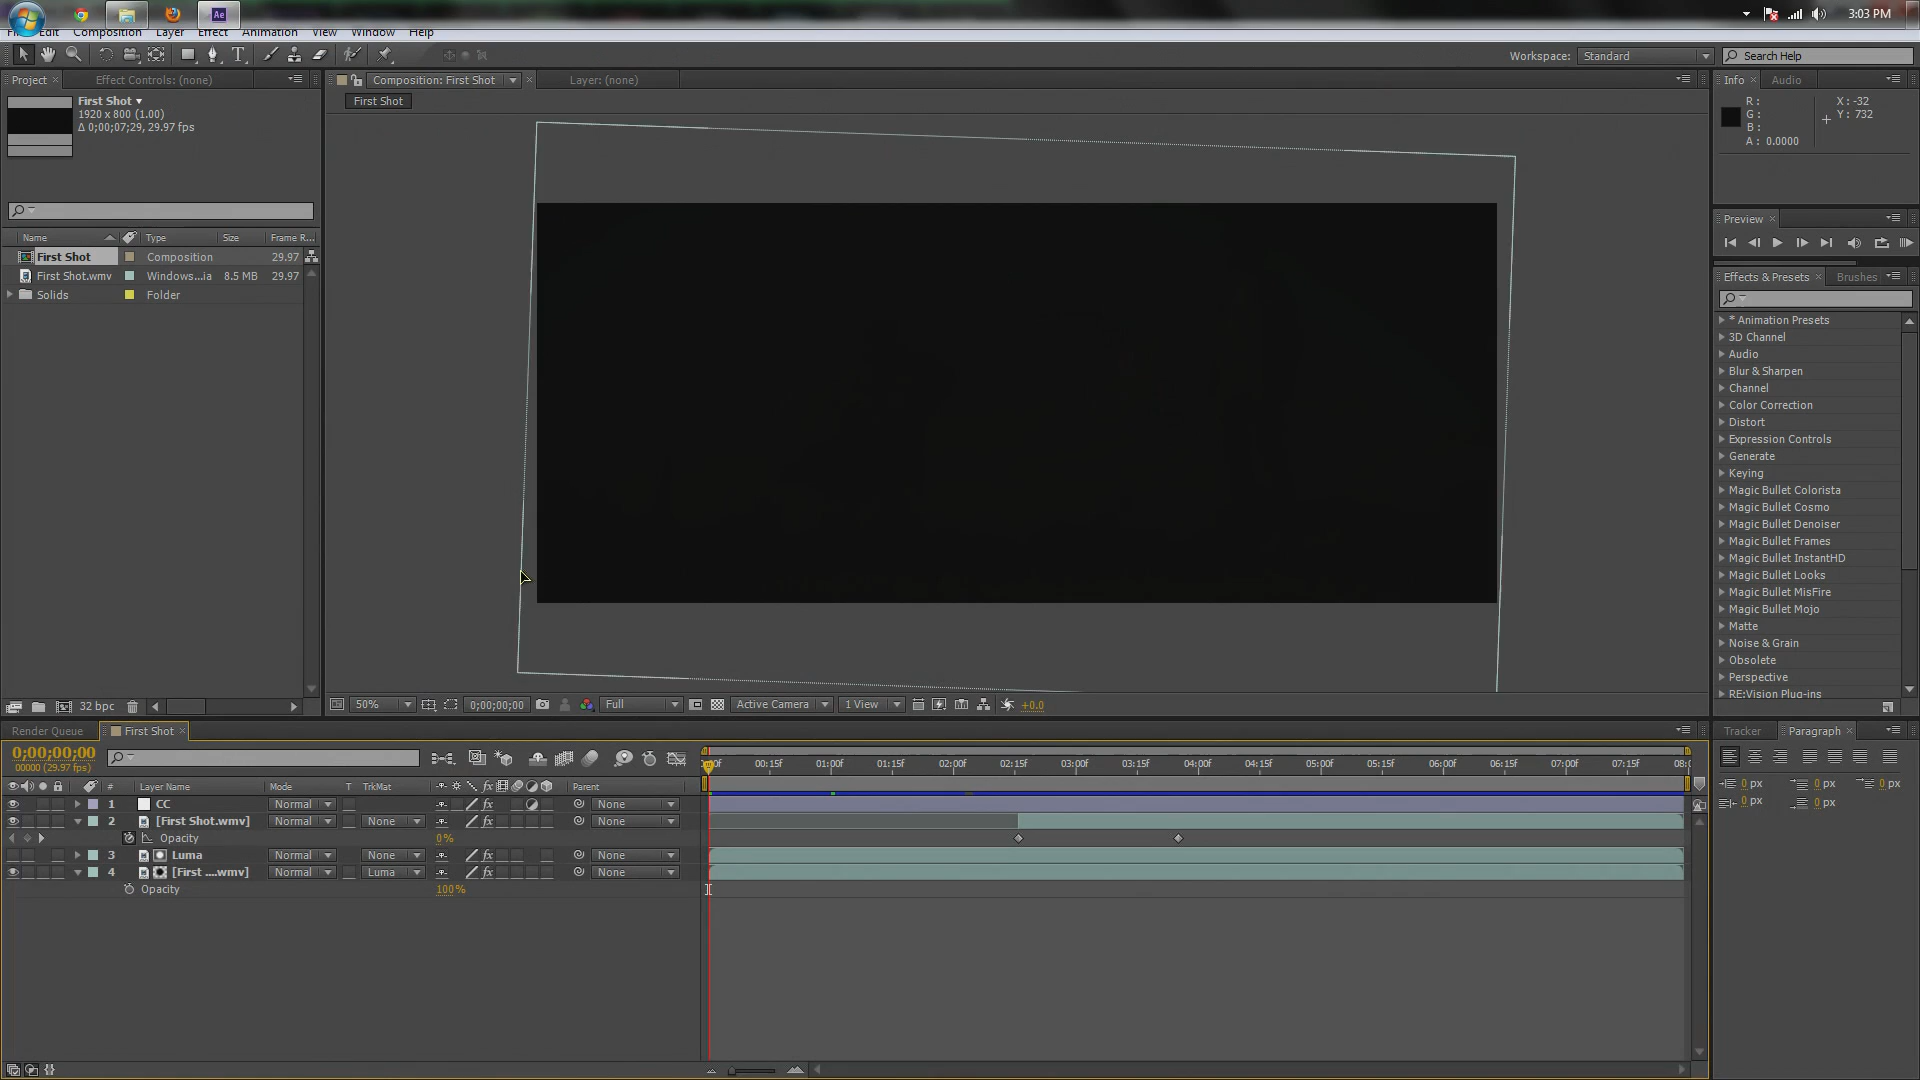 Ae
3:03 PM
Edit Composition Layer Effect Animation View Window Help
T
Workspace: Standard
Search Help
Project × Effect Controls: (none)
Composition: First Shot × Layer: (none)
Info × Audio
First Shot
First Shot
1920 x 800 (1.00)
Δ 0;00;07;29, 29.97 fps
R :
G :
B :
A : 0.0000
X : -32
Y : 732
Preview ×
Name Type Size Frame R...
First Shot Composition 29.97
First Shot.wmv Windows...ia 8.5 MB 29.97
Solids Folder
Effects & Presets × Brushes
* Animation Presets
3D Channel
Audio
Blur & Sharpen
Channel
Color Correction
Distort
Expression Controls
Generate
Keying
Magic Bullet Colorista
Magic Bullet Cosmo
Magic Bullet Denoiser
Magic Bullet Frames
Magic Bullet InstantHD
Magic Bullet Looks
Magic Bullet MisFire
Magic Bullet Mojo
Matte
Noise & Grain
Obsolete
Perspective
RE:Vision Plug-ins
32 bpc
50% 0;00;00;00 Full Active Camera 1 View +0.0
Render Queue First Shot ×
Tracker Paragraph ×
0;00;00;00
00000 (29.97 fps)
00:15f 01:00f 01:15f 02:00f 02:15f 03:00f 03:15f 04:00f 04:15f 05:00f 05:15f 06:00f 06:15f 07:00f 07:15f 08:0
# Layer Name Mode T TrkMat fx Parent
1 CC Normal fx None
2 [First Shot.wmv] Normal None fx None
Opacity 0%
3 Luma Normal None fx None
4 [First ....wmv] Normal Luma fx None
Opacity 100%
0 px 0 px 0 px
0 px 0 px